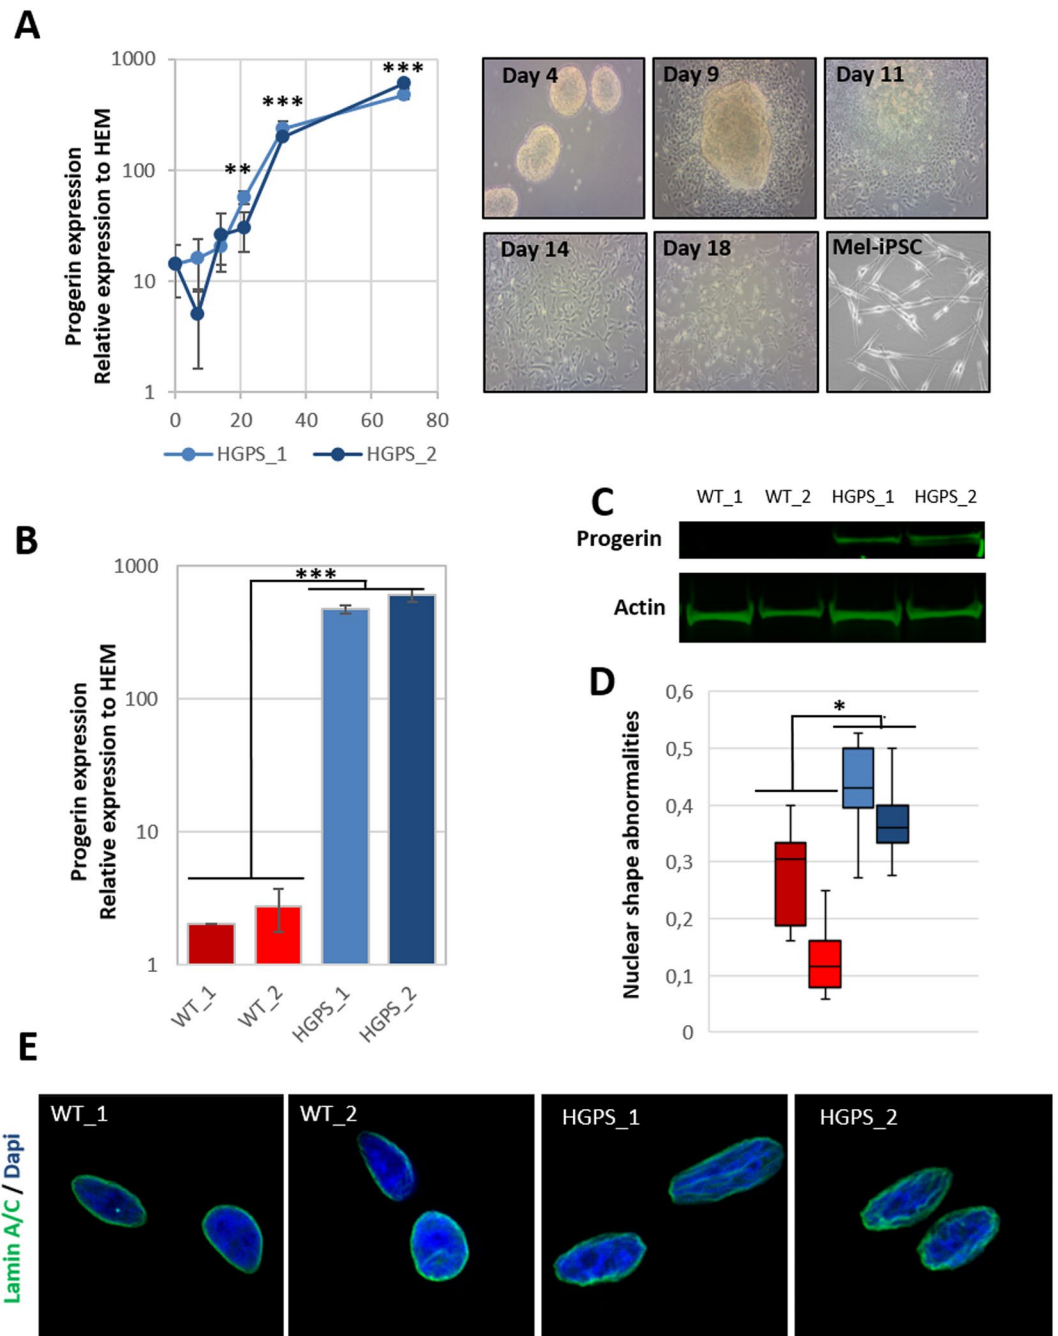 A
Progerin expression
Relative expression to HEM
1000
100
10
1
***
***
**
0 20 40 60 80
HGPS_1 HGPS_2
Day 4
Day 9
Day 11
Day 14
Day 18
Mel-iPSC
B
Progerin expression
Relative expression to HEM
1000
100
10
1
***
WT_1
WT_2
HGPS_1
HGPS_2
C
WT_1 WT_2 HGPS_1 HGPS_2
Progerin
Actin
D
Nuclear shape abnormalities
0,6
0,5
0,4
0,3
0,2
0,1
0
*
E
Lamin A/C / Dapi
WT_1
WT_2
HGPS_1
HGPS_2